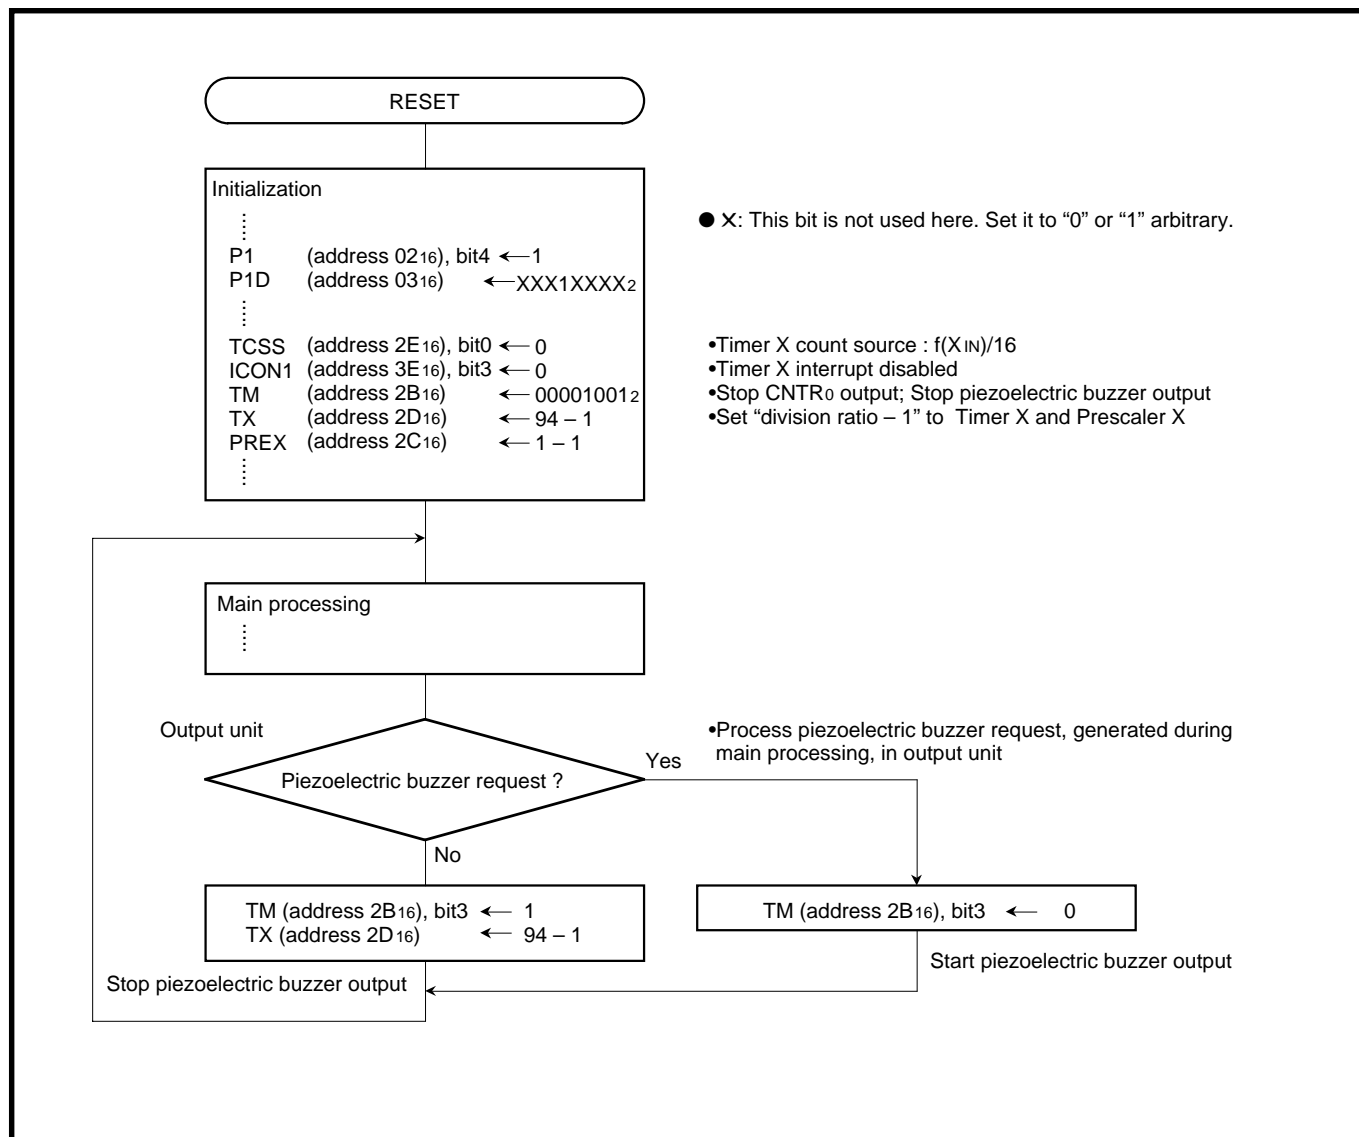 RESET
Initialization
● X: This bit is not used here. Set it to “0” or “1” arbitrary.
P1 (address 0216), bit4 ← 1
P1D (address 0316) ← XXX1XXXX2
TCSS (address 2E16), bit0 ← 0 •Timer X count source : f(XIN)/16
ICON1 (address 3E16), bit3 ← 0 •Timer X interrupt disabled
TM (address 2B16) ← 000010012 •Stop CNTR0 output; Stop piezoelectric buzzer output
TX (address 2D16) ← 94 – 1 •Set “division ratio – 1” to Timer X and Prescaler X
PREX (address 2C16) ← 1 – 1
Main processing
Output unit
•Process piezoelectric buzzer request, generated during
main processing, in output unit
Yes
Piezoelectric buzzer request ?
No
TM (address 2B16), bit3 ← 1
TX (address 2D16) ← 94 – 1
TM (address 2B16), bit3 ← 0
Start piezoelectric buzzer output
Stop piezoelectric buzzer output